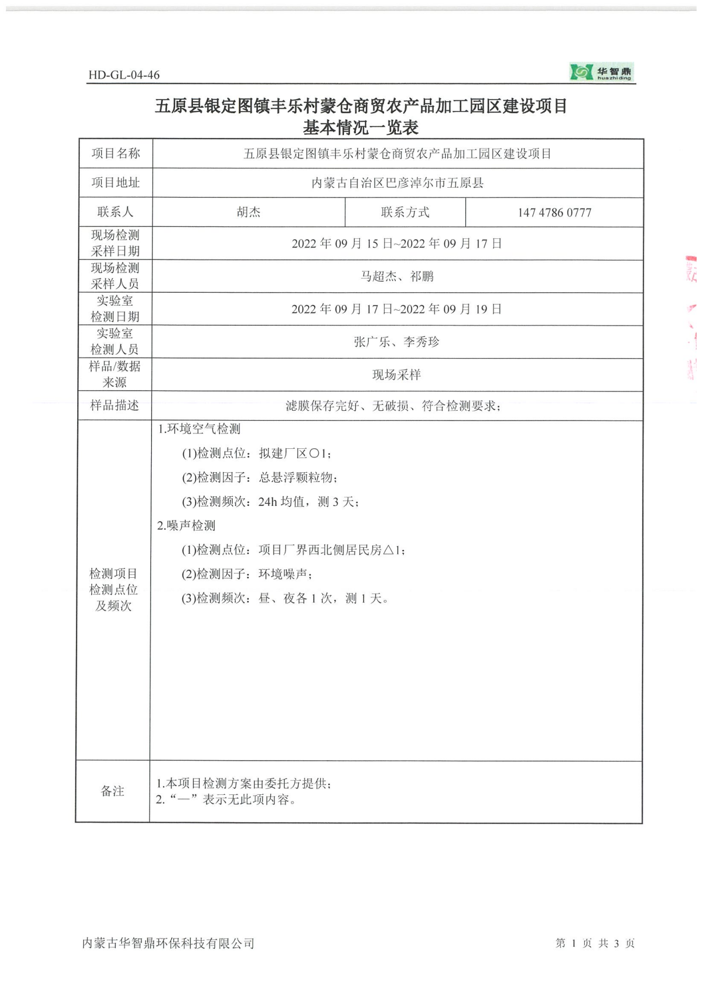 HD-GL-04-46
华智鼎
huazhiding
五原县银定图镇丰乐村蒙仓商贸农产品加工园区建设项目
基本情况一览表
项目名称
五原县银定图镇丰乐村蒙仓商贸农产品加工园区建设项目
项目地址
内蒙古自治区巴彦淖尔市五原县
联系人
胡杰
联系方式
147 4786 0777
现场检测
采样日期
2022 年 09 月 15 日~2022 年 09 月 17 日
现场检测
采样人员
马超杰、祁鹏
实验室
检测日期
2022 年 09 月 17 日~2022 年 09 月 19 日
实验室
检测人员
张广乐、李秀珍
样品/数据
来源
现场采样
样品描述
滤膜保存完好、无破损、符合检测要求；
检测项目
检测点位
及频次
1.环境空气检测
(1)检测点位：拟建厂区○1；
(2)检测因子：总悬浮颗粒物；
(3)检测频次：24h 均值，测 3 天；
2.噪声检测
(1)检测点位：项目厂界西北侧居民房△1；
(2)检测因子：环境噪声；
(3)检测频次：昼、夜各 1 次，测 1 天。
备注
1.本项目检测方案由委托方提供；
2.“—”表示无此项内容。
内蒙古华智鼎环保科技有限公司
第 1 页 共 3 页